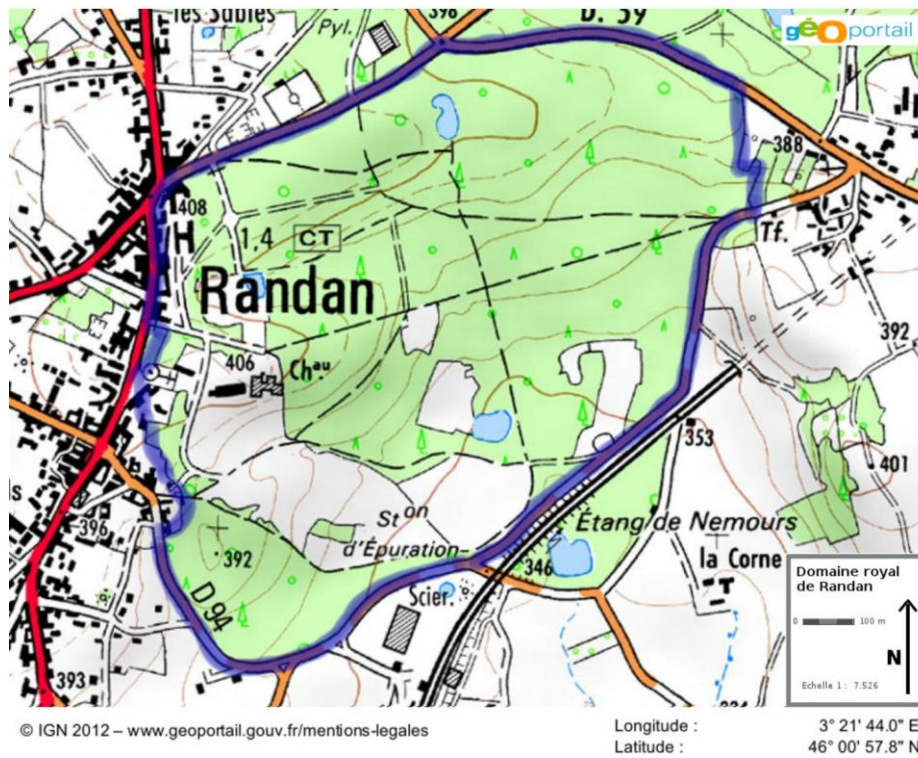 les Sables
Pyl.
398
D. 59
géoportail
388
408
H
1,4 CT
Tf.
Randan
392
406
Chau.
353
401
Ston
d'Épuration
Étang de Nemours
396
392
346
la Corne
Scier.
D 94
393
Domaine royal
de Randan
0 100 m
N
Echelle 1 : 7.526
© IGN 2012 – www.geoportail.gouv.fr/mentions-legales
Longitude : 3° 21' 44.0" E
Latitude : 46° 00' 57.8" N